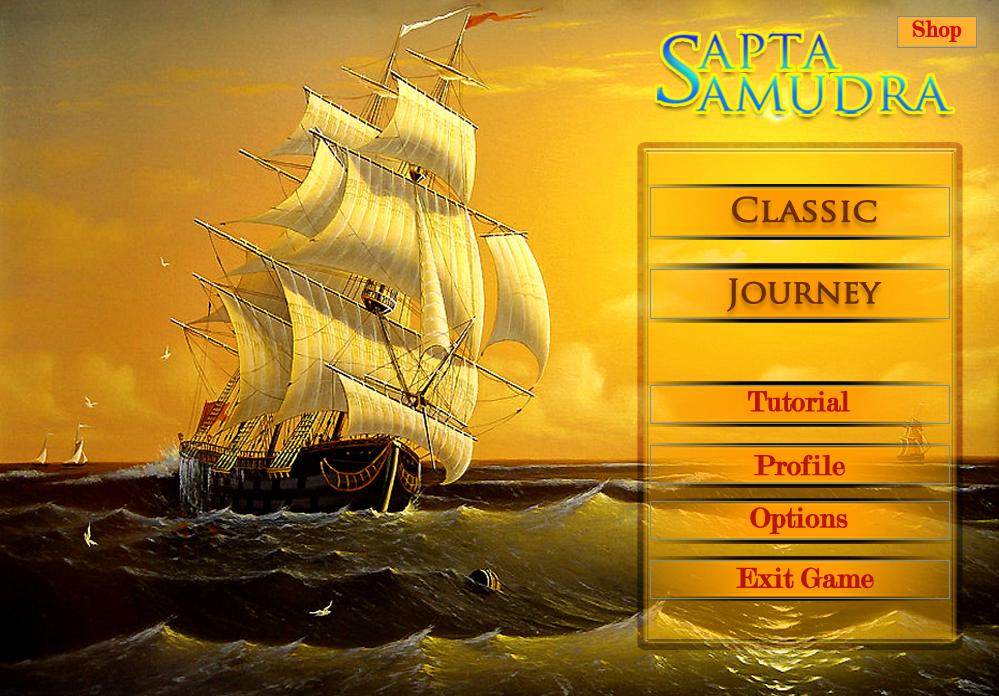 Shop
SAPTA
SAMUDRA
CLASSIC
JOURNEY
Tutorial
Profile
Options
Exit Game